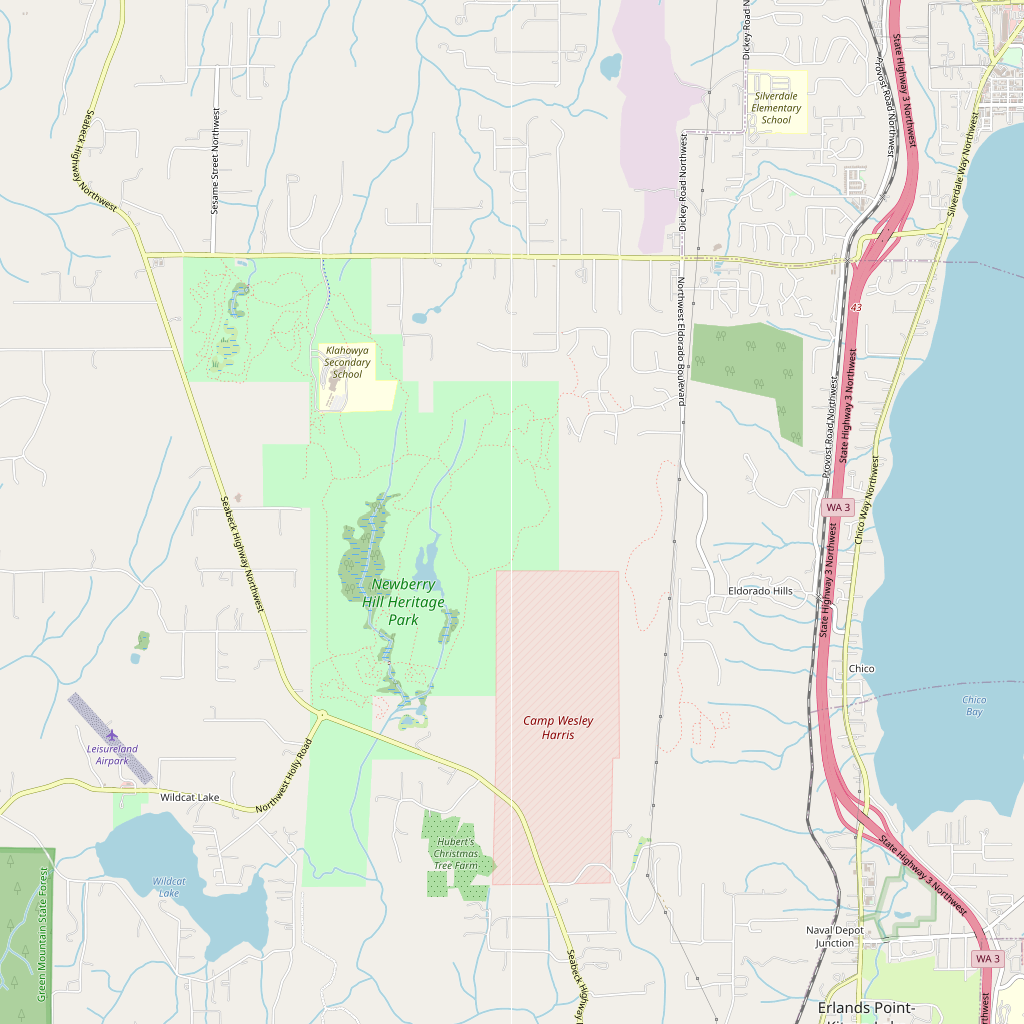 State Highway 3 Northwest
Dickey Road N
Provost Road Northwest
Silverdale
Elementary
School
Seabeck Highway Northwest
Sesame Street Northwest
Dickey Road Northwest
Silverdale Way Northwest
43
Northwest Eldorado Boulevard
Klahowya
Secondary
School
State Highway 3 Northwest
Provost Road Northwest
Chico Way Northwest
WA 3
Seabeck Highway Northwest
State Highway 3 Northwest
Newberry
Hill Heritage
Park
Eldorado Hills
Chico
Chico
Bay
Camp Wesley
Harris
Leisureland
Airpark
Northwest Holly Road
Wildcat Lake
Hubert's
Christmas
Tree Farm
State Highway 3 Northwest
Wildcat
Lake
Green Mountain State Forest
Naval Depot
Junction
WA 3
Seabeck Highway
Erlands Point-